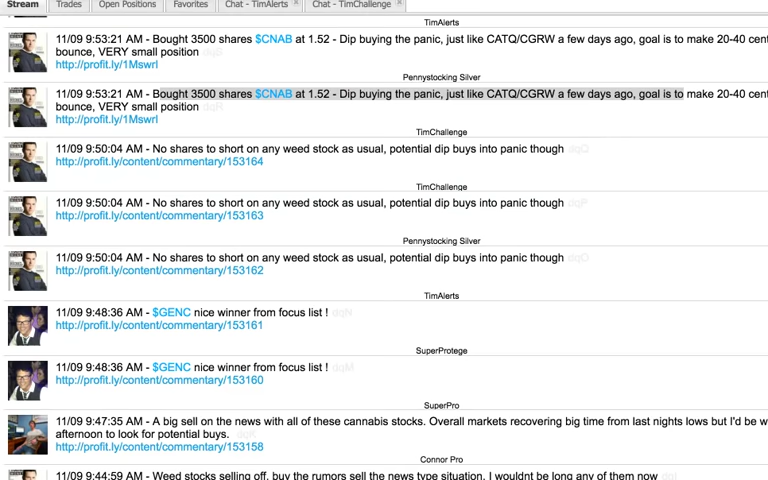 Stream Trades Open Positions Favorites Chat - TimAlerts Chat - TimChallenge
TimAlerts
11/09 9:53:21 AM - Bought 3500 shares $CNAB at 1.52 - Dip buying the panic, just like CATQ/CGRW a few days ago, goal is to make 20-40 cent
bounce, VERY small position
http://profit.ly/1MswrI
Pennystocking Silver
11/09 9:53:21 AM - Bought 3500 shares $CNAB at 1.52 - Dip buying the panic, just like CATQ/CGRW a few days ago, goal is to make 20-40 cent
bounce, VERY small position
http://profit.ly/1MswrI
TimChallenge
11/09 9:50:04 AM - No shares to short on any weed stock as usual, potential dip buys into panic though
http://profit.ly/content/commentary/153164
TimChallenge
11/09 9:50:04 AM - No shares to short on any weed stock as usual, potential dip buys into panic though
http://profit.ly/content/commentary/153163
Pennystocking Silver
11/09 9:50:04 AM - No shares to short on any weed stock as usual, potential dip buys into panic though
http://profit.ly/content/commentary/153162
TimAlerts
11/09 9:48:36 AM - $GENC nice winner from focus list !
http://profit.ly/content/commentary/153161
SuperProtege
11/09 9:48:36 AM - $GENC nice winner from focus list !
http://profit.ly/content/commentary/153160
SuperPro
11/09 9:47:35 AM - A big sell on the news with all of these cannabis stocks. Overall markets recovering big time from last nights lows but I'd be w
afternoon to look for potential buys.
http://profit.ly/content/commentary/153158
Connor Pro
11/09 9:44:59 AM - Weed stocks selling off, buy the rumors sell the news type situation. I wouldnt be long any of them now